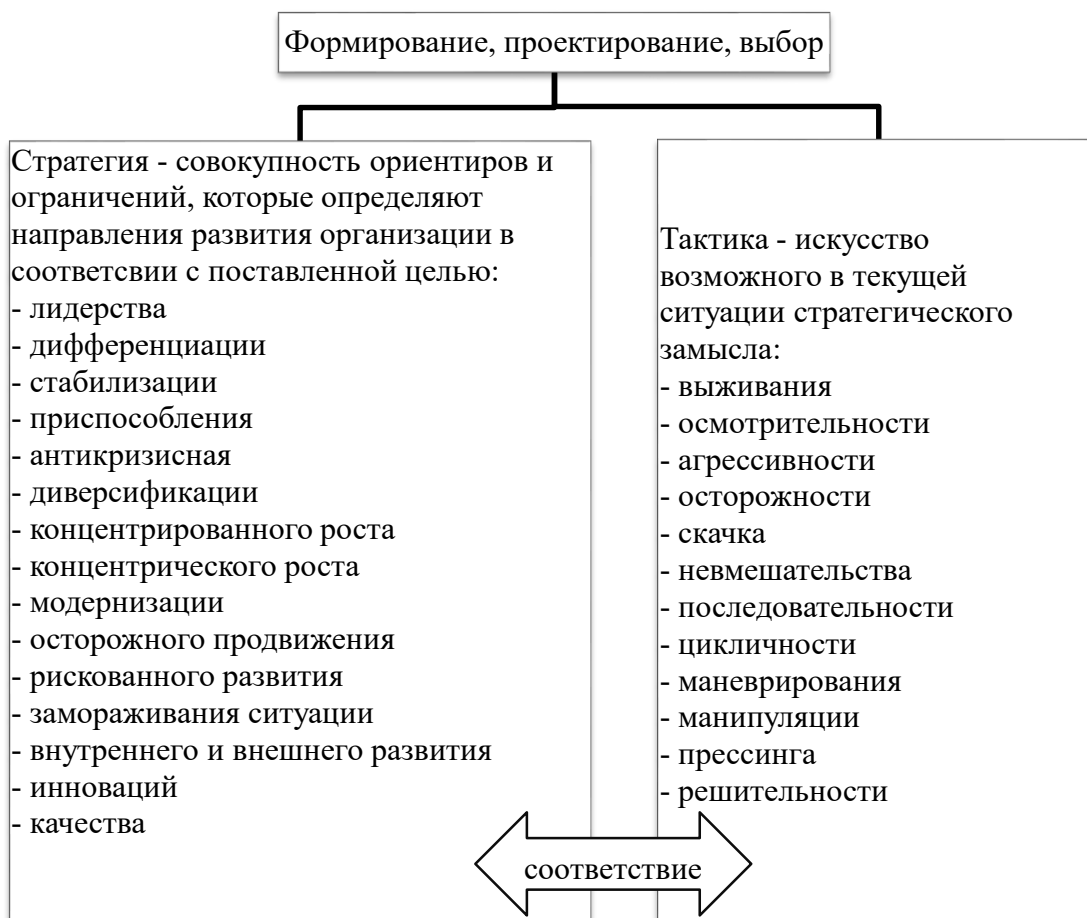 Формирование, проектирование, выбор
Стратегия - совокупность ориентиров и
ограничений, которые определяют
направления развития организации в
соответсвии с поставленной целью:
- лидерства
- дифференциации
- стабилизации
- приспособления
- антикризисная
- диверсификации
- концентрированного роста
- концентрического роста
- модернизации
- осторожного продвижения
- рискованного развития
- замораживания ситуации
- внутреннего и внешнего развития
- инноваций
- качества
Тактика - искусство
возможного в текущей
ситуации стратегического
замысла:
- выживания
- осмотрительности
- агрессивности
- осторожности
- скачка
- невмешательства
- последовательности
- цикличности
- маневрирования
- манипуляции
- прессинга
- решительности
соответствие